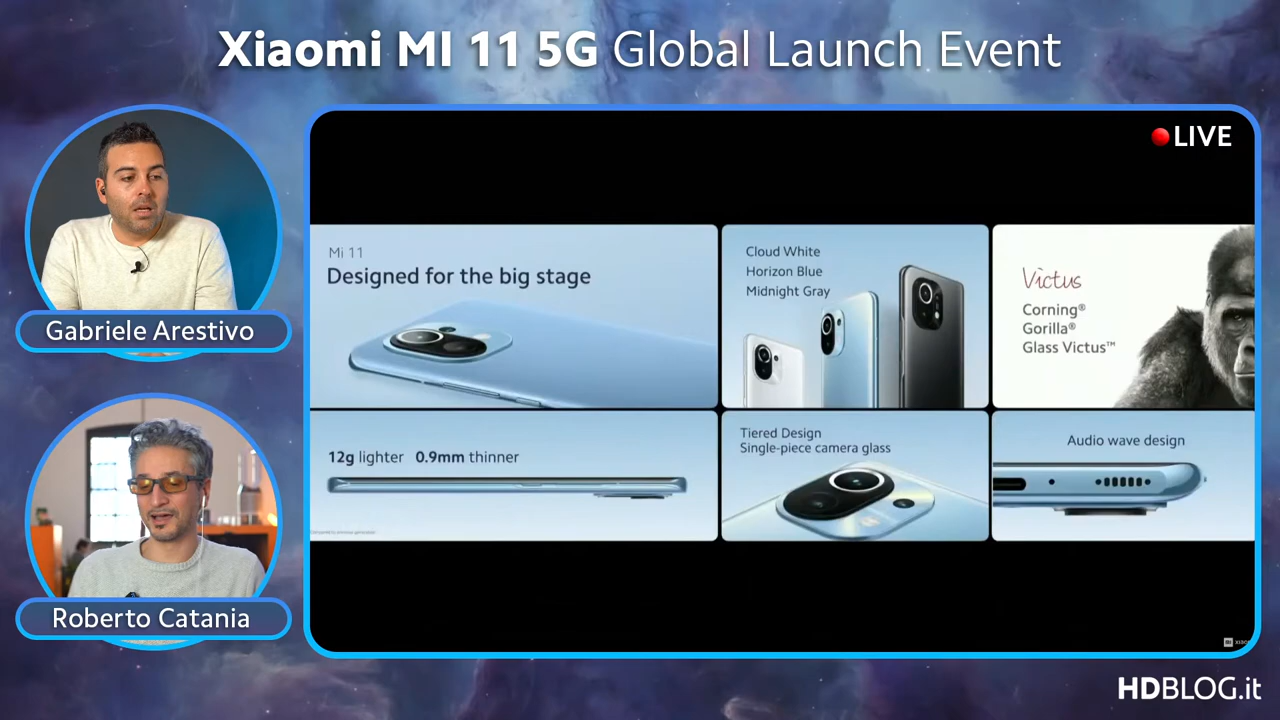 Xiaomi MI 11 5G Global Launch Event
LIVE
Gabriele Arestivo
Roberto Catania
Mi 11
Designed for the big stage
Cloud White
Horizon Blue
Midnight Gray
Victus
Corning®
Gorilla®
Glass Victus™
12g lighter 0.9mm thinner
Tiered Design
Single-piece camera glass
Audio wave design
HDBLOG.it